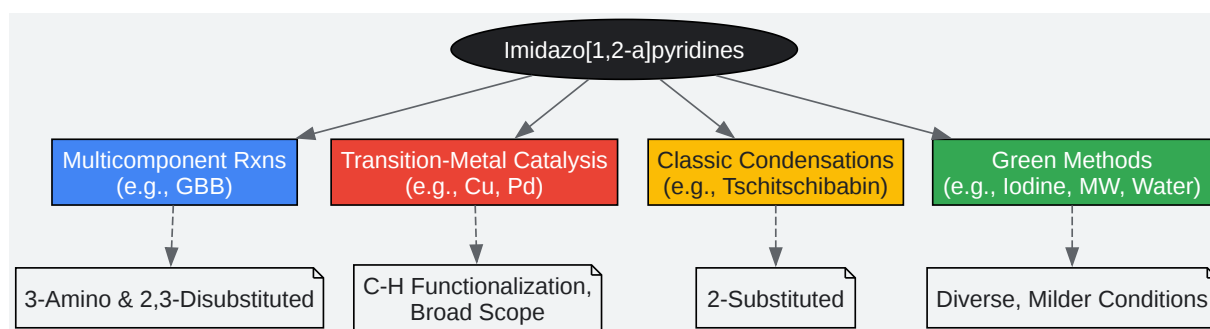 Imidazo[1,2-a]pyridines
Multicomponent Rxns
(e.g., GBB)
Transition-Metal Catalysis
(e.g., Cu, Pd)
Classic Condensations
(e.g., Tschitschibabin)
Green Methods
(e.g., Iodine, MW, Water)
3-Amino & 2,3-Disubstituted
C-H Functionalization,
Broad Scope
2-Substituted
Diverse, Milder Conditions